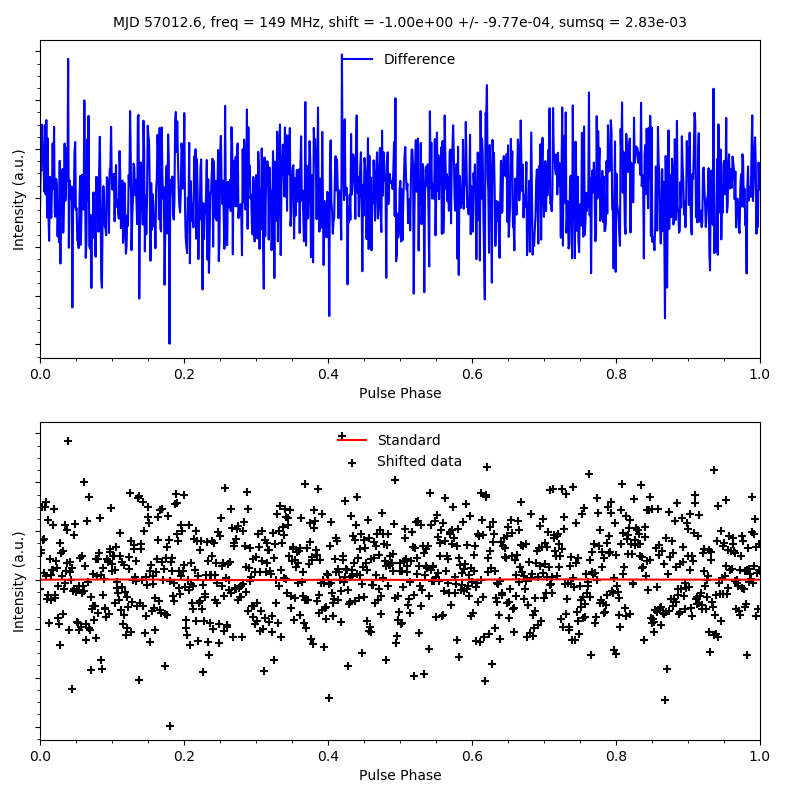 MJD 57012.6, freq = 149 MHz, shift = -1.00e+00 +/- -9.77e-04, sumsq = 2.83e-03
Difference
Intensity (a.u.)
0.0 0.2 0.4 0.6 0.8 1.0
Pulse Phase
Standard
Shifted data
Intensity (a.u.)
0.0 0.2 0.4 0.6 0.8 1.0
Pulse Phase